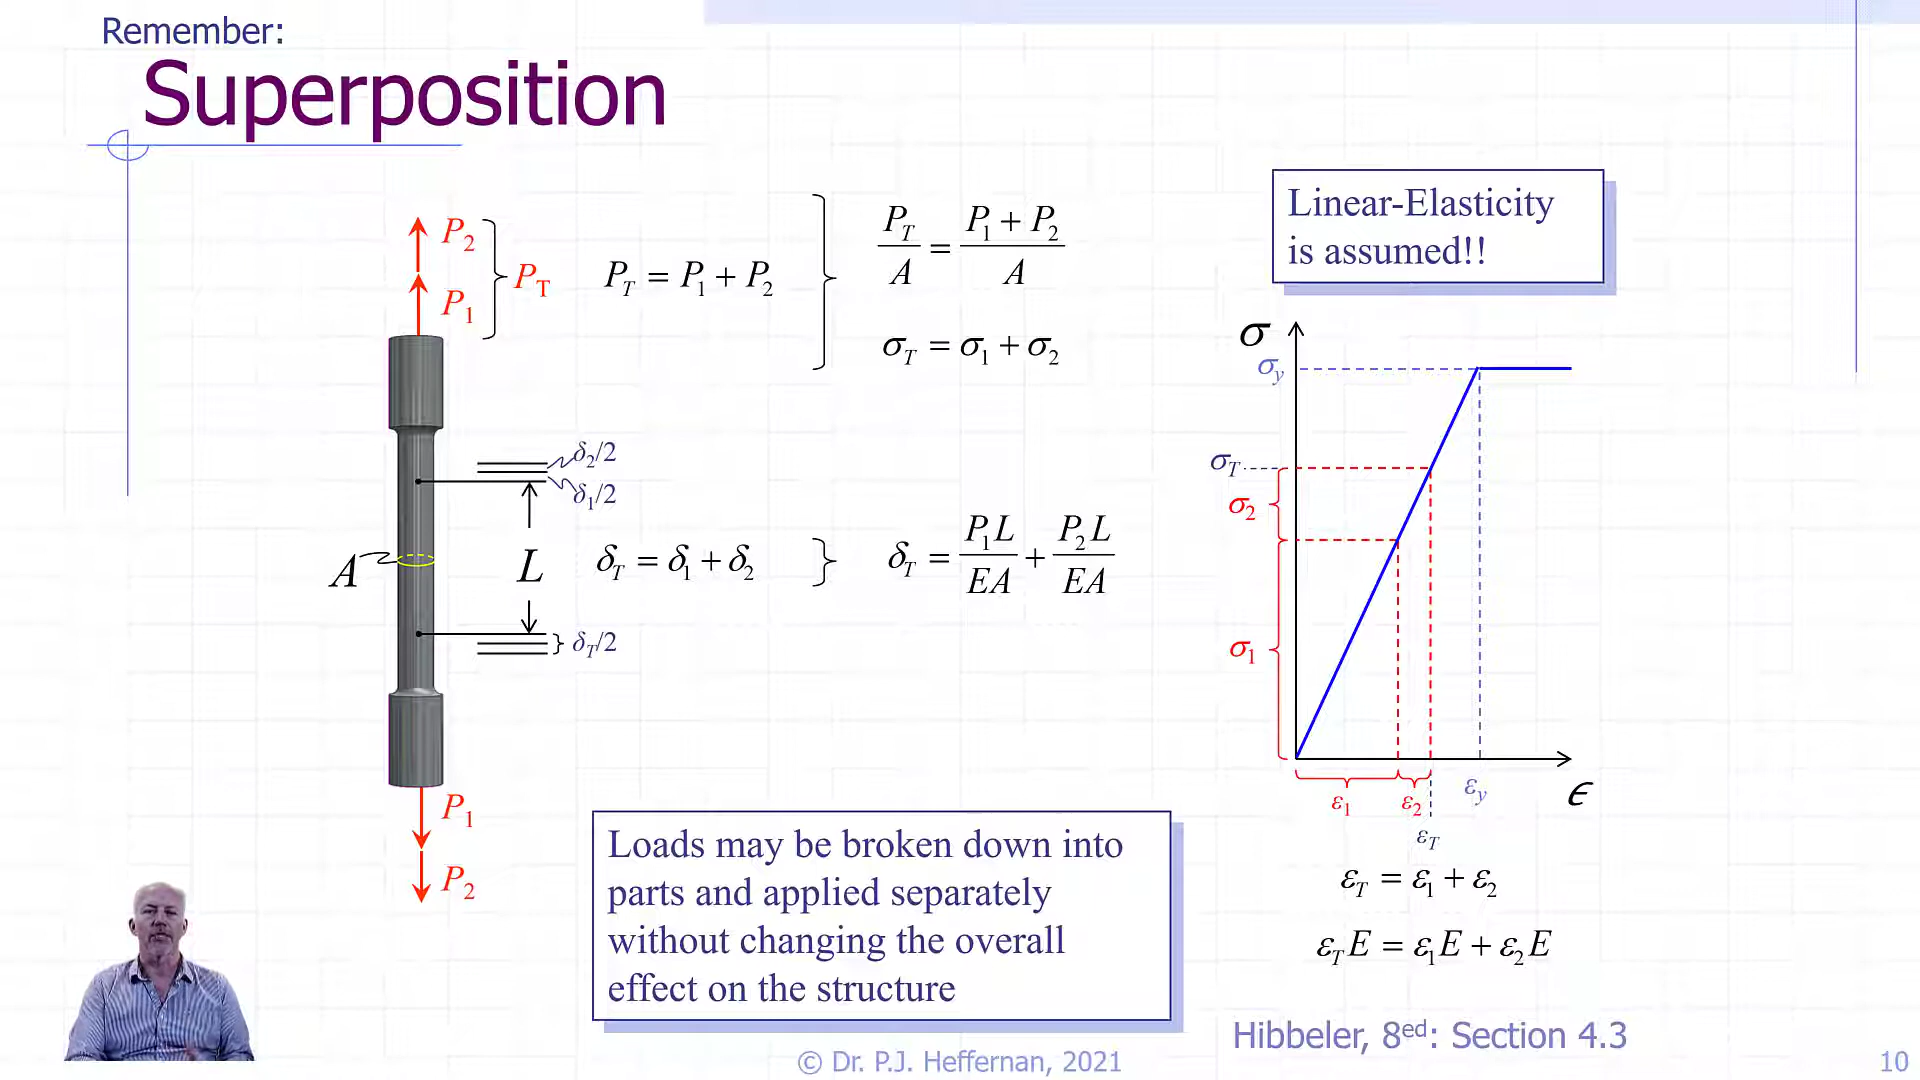 Remember:
Superposition
P₂
P₁
P_T
P_T = P₁ + P₂
P_T/A = (P₁ + P₂)/A
σ_T = σ₁ + σ₂
Linear-Elasticity
is assumed!!
σ
σ_y
σ_T
σ₂
σ₁
ε₁ ε₂ ε_y ϵ
ε_T
δ₂/2
δ₁/2
A
L
δ_T = δ₁ + δ₂
δ_T = P₁L/EA + P₂L/EA
δ_T/2
P₁
P₂
Loads may be broken down into
parts and applied separately
without changing the overall
effect on the structure
ε_T = ε₁ + ε₂
ε_T E = ε₁E + ε₂E
Hibbeler, 8ᵉᵈ: Section 4.3
© Dr. P.J. Heffernan, 2021
10